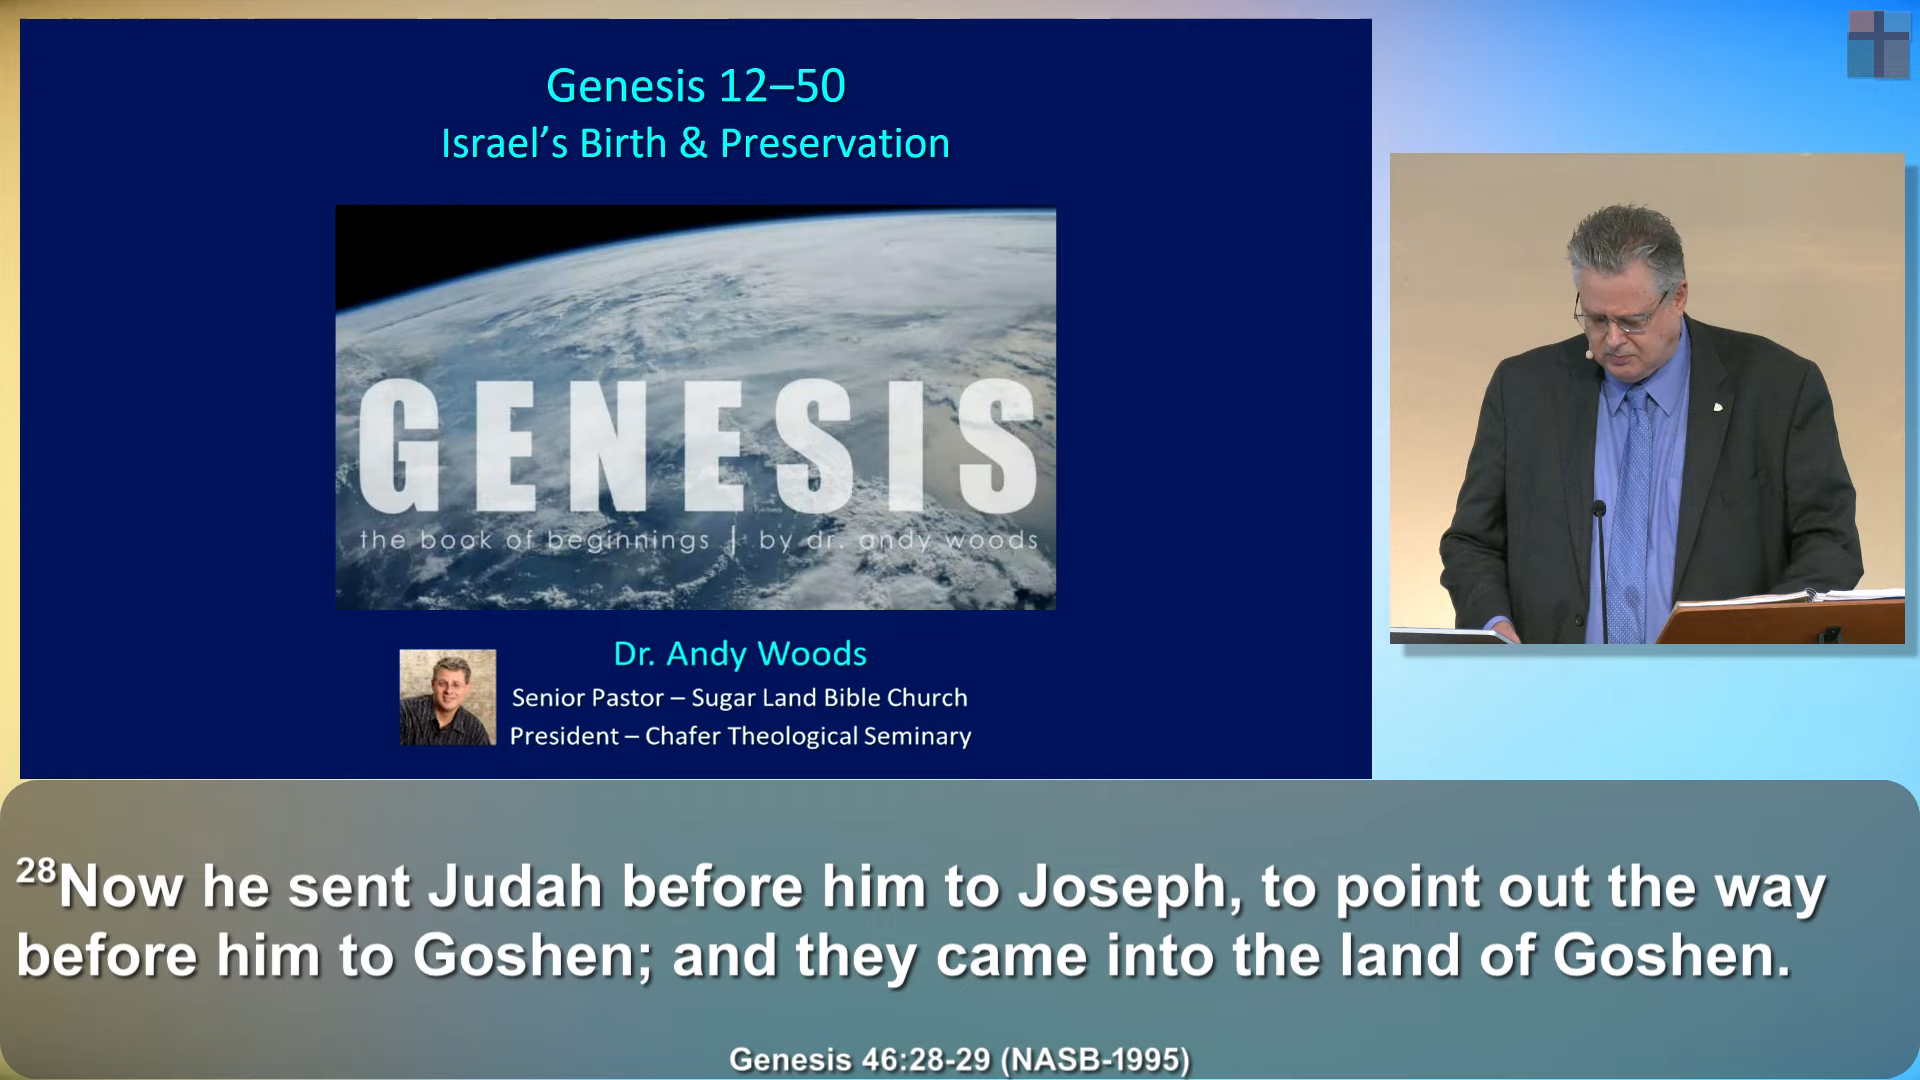 Genesis 12–50
Israel’s Birth & Preservation
GENESIS
the book of beginnings | by dr. andy woods
Dr. Andy Woods
Senior Pastor – Sugar Land Bible Church
President – Chafer Theological Seminary
28Now he sent Judah before him to Joseph, to point out the way
before him to Goshen; and they came into the land of Goshen.
Genesis 46:28-29 (NASB-1995)